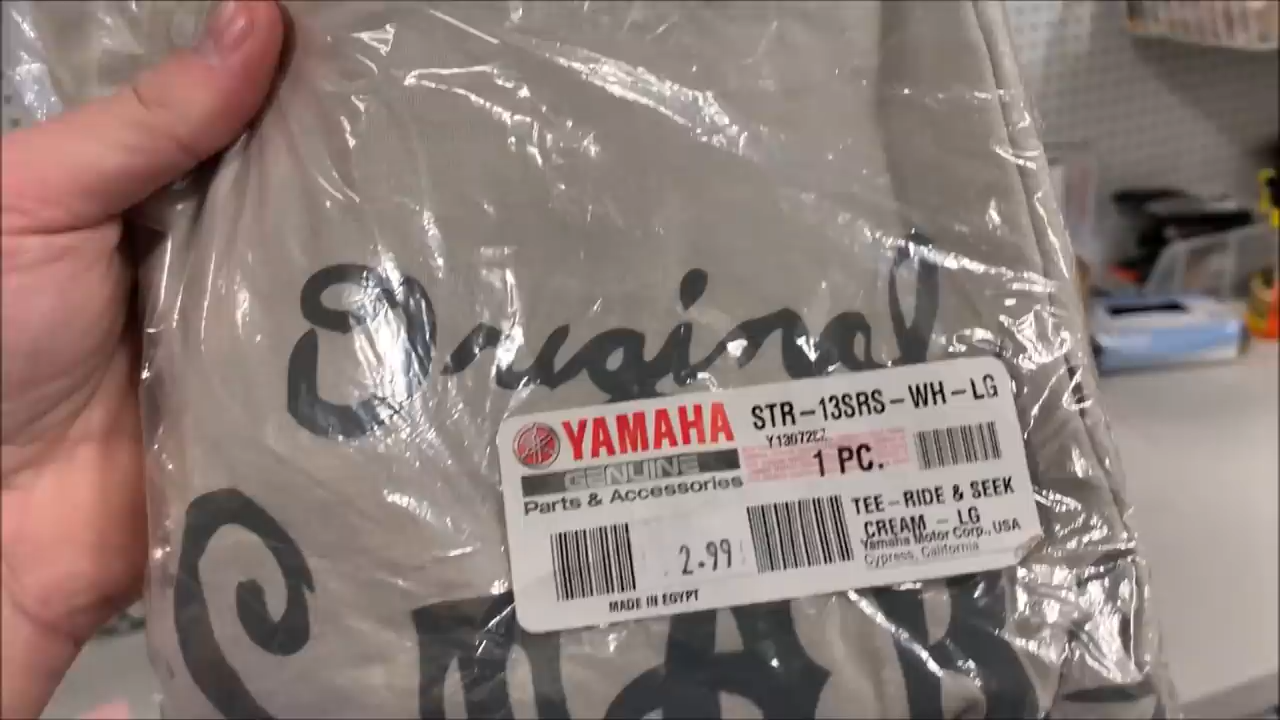 Original
YAMAHA
GENUINE
Parts & Accessories
STR-13SRS-WH-LG
1 PC.
TEE-RIDE & SEEK
CREAM - LG
Yamaha Motor Corp., USA
Cypress, California
2.99
MADE IN EGYPT